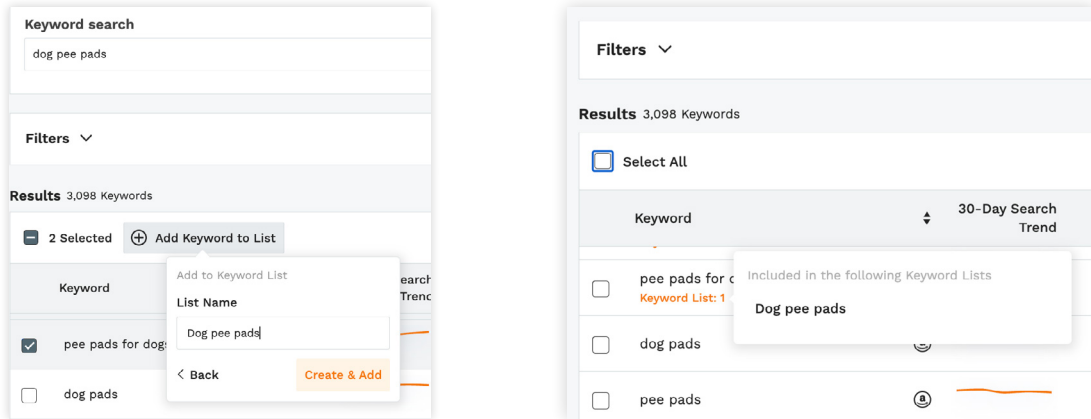 Keyword search
dog pee pads
Filters
Results 3,098 Keywords
2 Selected Add Keyword to List
Keyword
Add to Keyword List
List Name
Dog pee pads
Back
Create & Add
pee pads for dogs
dog pads
Filters
Results 3,098 Keywords
Select All
Keyword
30-Day Search
Trend
pee pads for
Keyword List: 1
Included in the following Keyword Lists
Dog pee pads
dog pads
pee pads
a